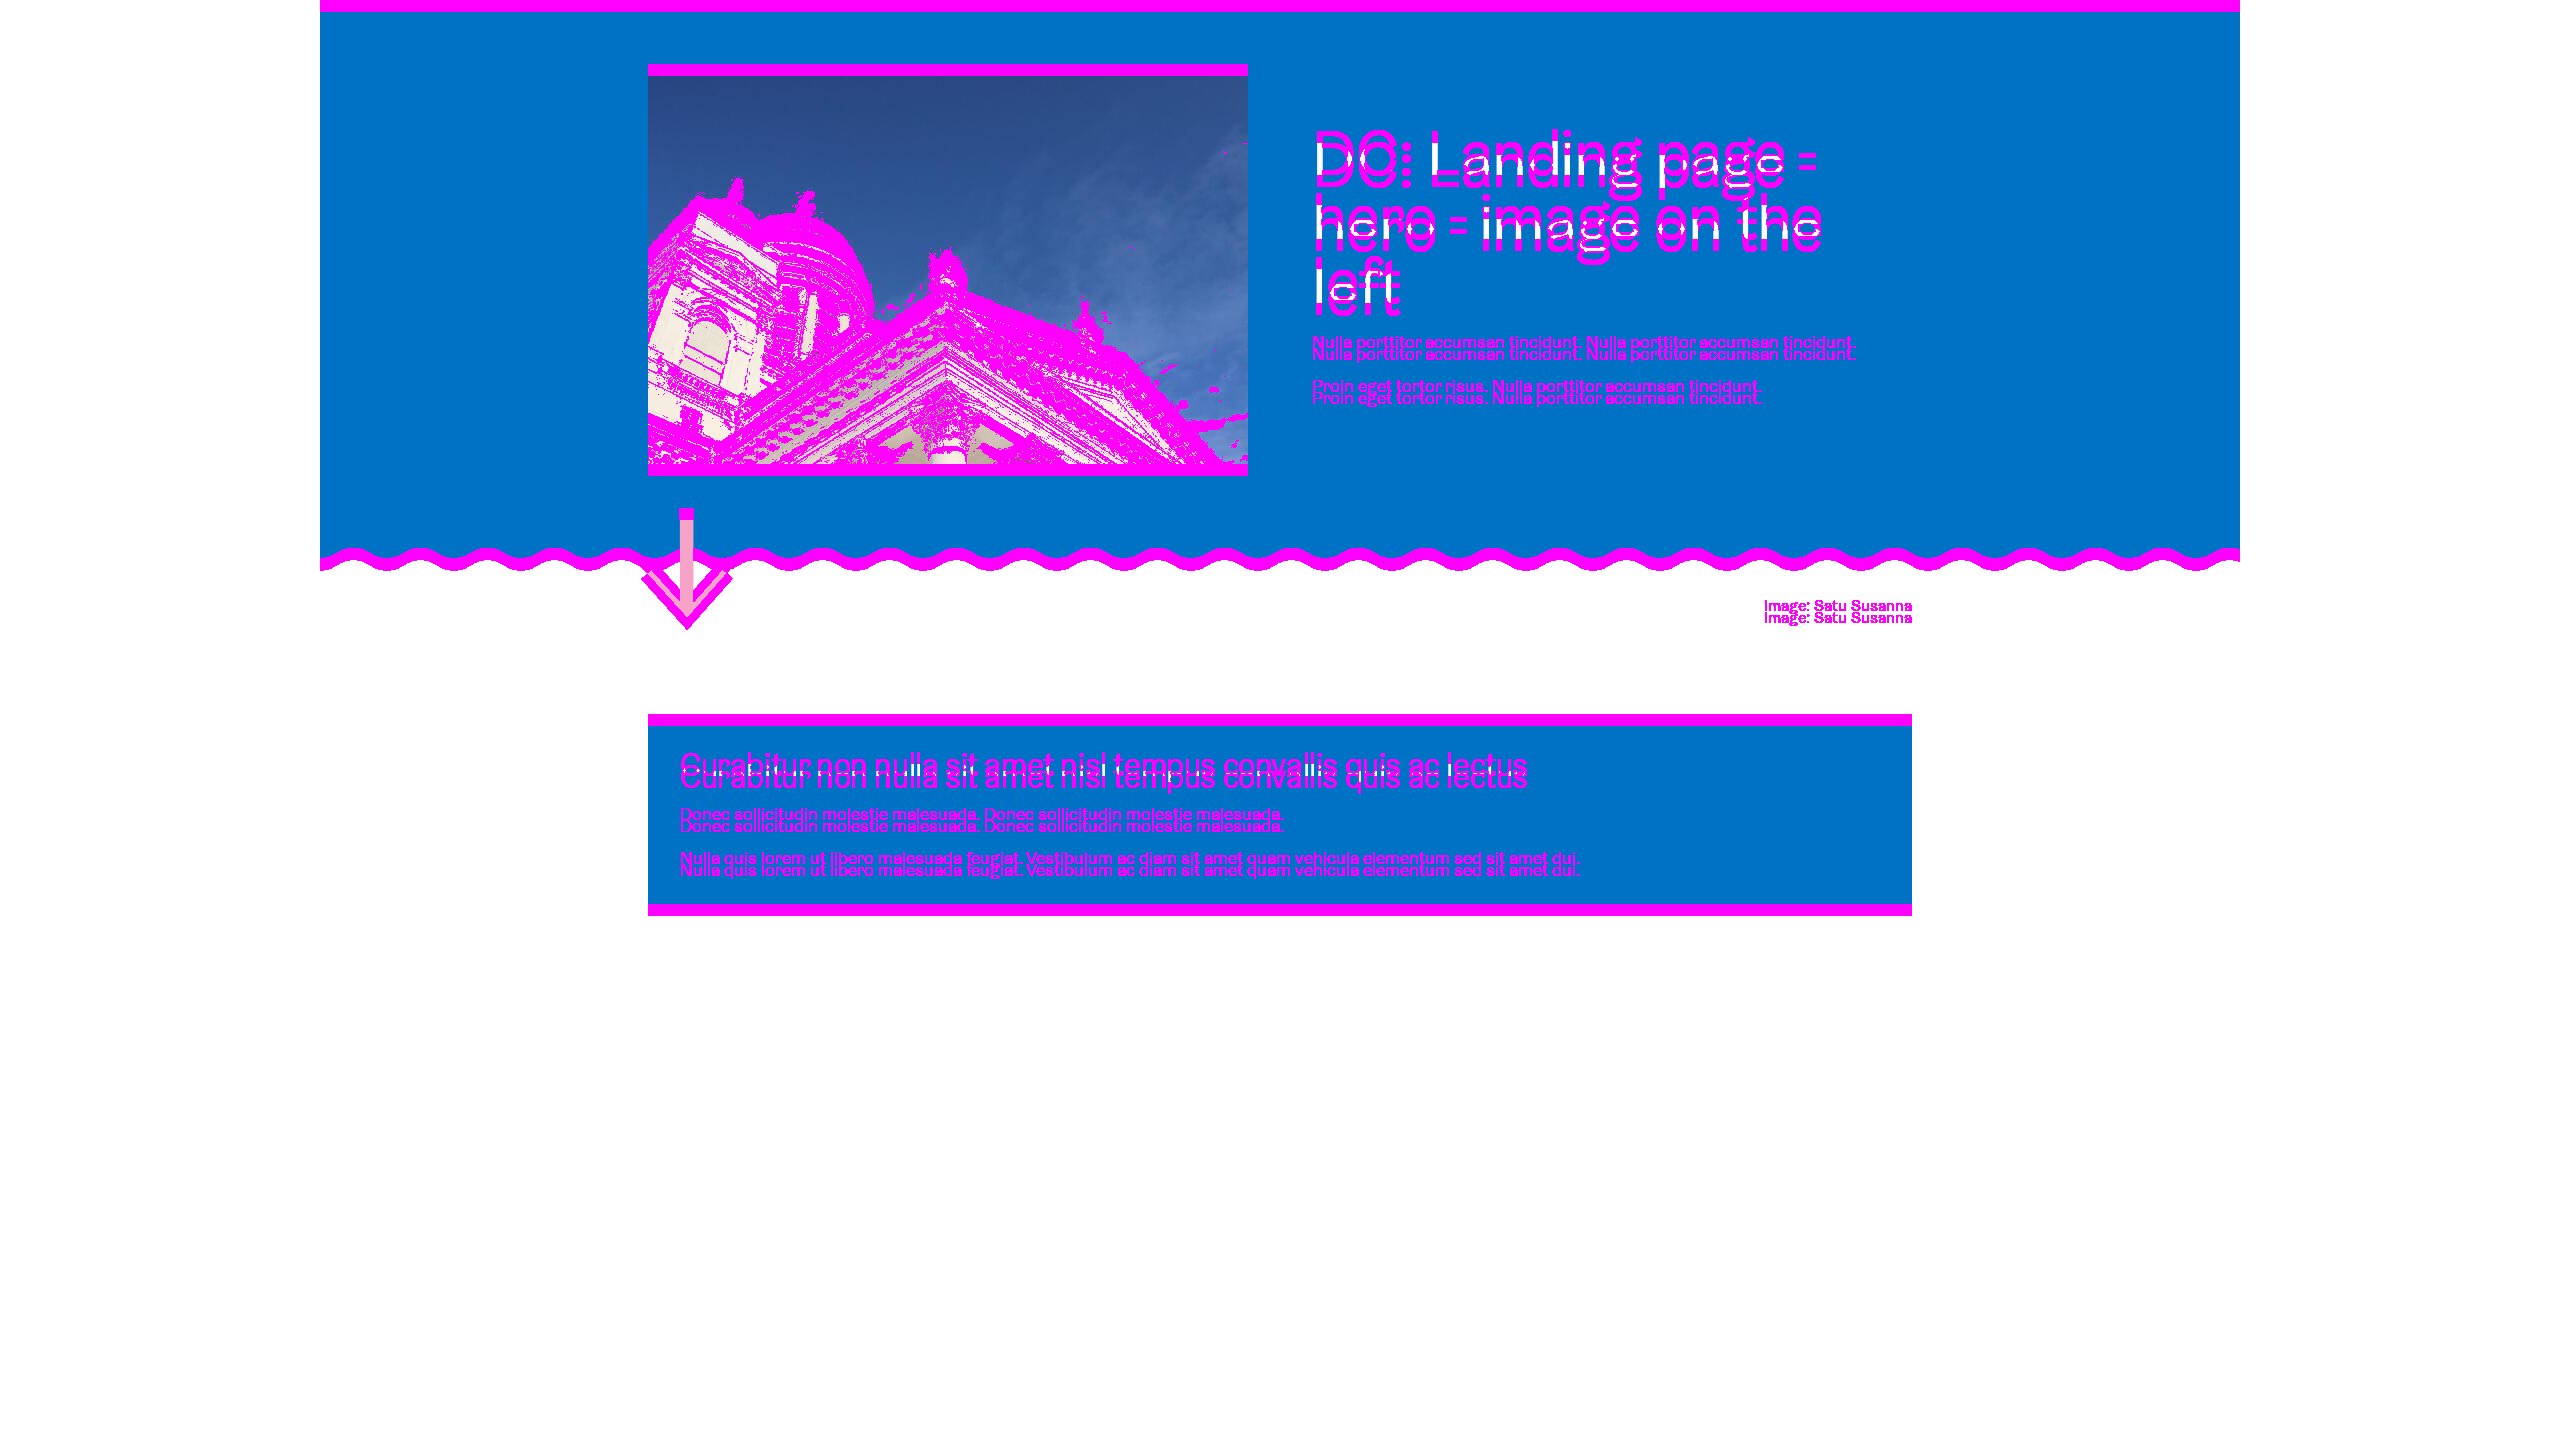 DO: Landing page -
hero - image on the
left
Nulla porttitor accumsan tincidunt. Nulla porttitor accumsan tincidunt.
Proin eget tortor risus. Nulla porttitor accumsan tincidunt.
Image: Satu Susanna
Curabitur non nulla sit amet nisl tempus convallis quis ac lectus
Donec sollicitudin molestie malesuada. Donec sollicitudin molestie malesuada.
Nulla quis lorem ut libero malesuada feugiat. Vestibulum ac diam sit amet quam vehicula elementum sed sit amet dui.